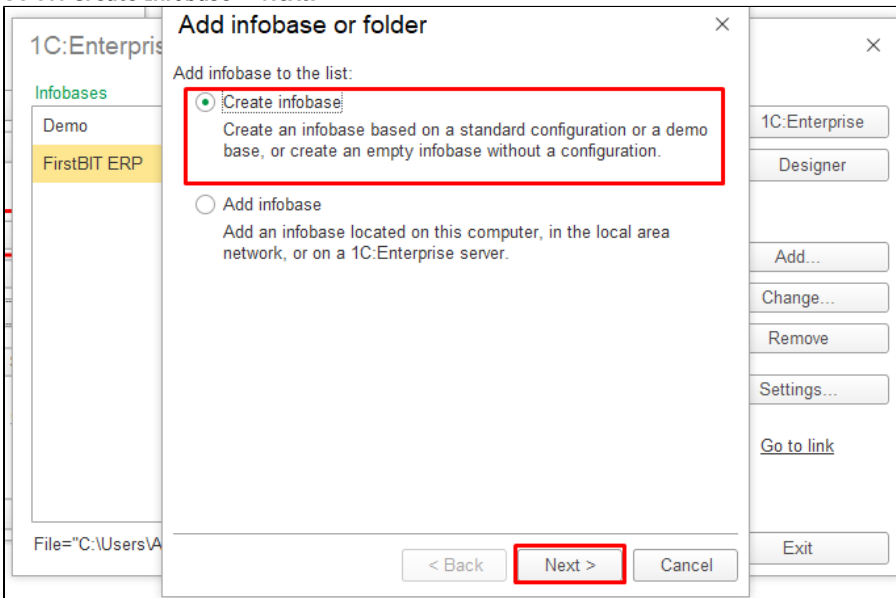 Add infobase or folder
1C:Enterpris
Add infobase to the list:
Infobases
Demo
FirstBIT ERP
Create infobase
Create an infobase based on a standard configuration or a demo
base, or create an empty infobase without a configuration.
Add infobase
Add an infobase located on this computer, in the local area
network, or on a 1C:Enterprise server.
1C:Enterprise
Designer
Add...
Change...
Remove
Settings...
Go to link
File="C:\Users\A
< Back
Next >
Cancel
Exit